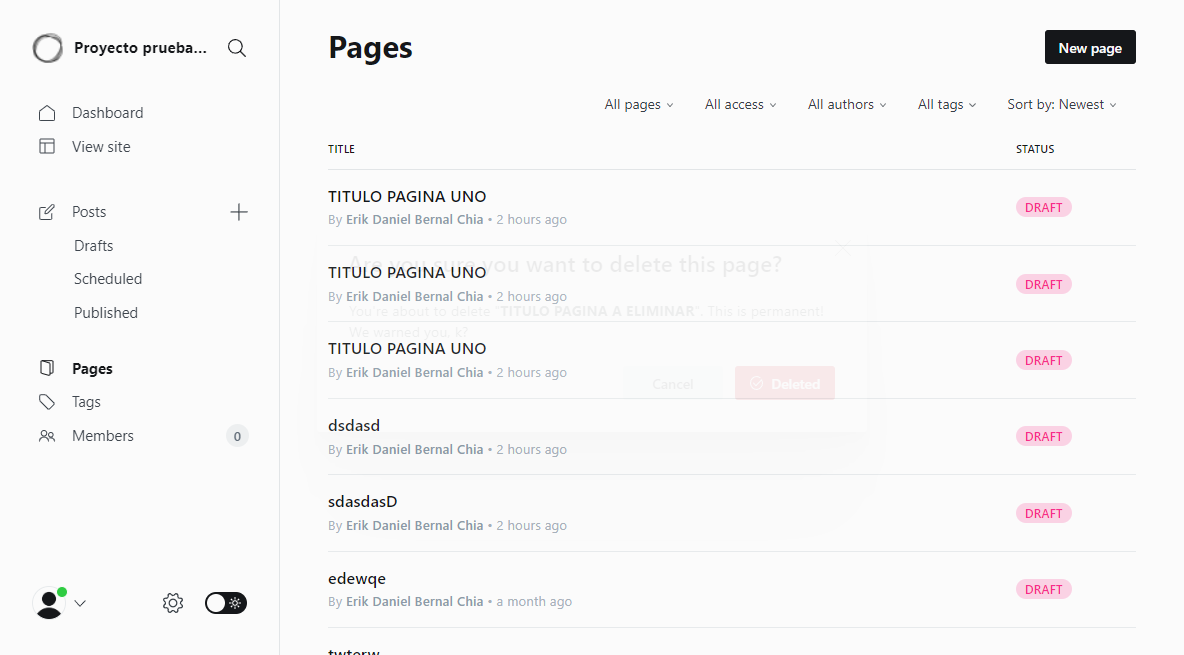 Proyecto prueba...
Dashboard
View site
Posts
Drafts
Scheduled
Published
Pages
Tags
Members
0
Pages
New page
All pages
All access
All authors
All tags
Sort by: Newest
TITLE
STATUS
TITULO PAGINA UNO
By Erik Daniel Bernal Chia • 2 hours ago
DRAFT
Are you sure you want to delete this page?
TITULO PAGINA UNO
By Erik Daniel Bernal Chia • 2 hours ago
DRAFT
You're about to delete "TITULO PAGINA A ELIMINAR". This is permanent!
We warned you, k?
TITULO PAGINA UNO
By Erik Daniel Bernal Chia • 2 hours ago
DRAFT
Cancel
Deleted
dsdasd
By Erik Daniel Bernal Chia • 2 hours ago
DRAFT
sdasdasD
By Erik Daniel Bernal Chia • 2 hours ago
DRAFT
edewqe
By Erik Daniel Bernal Chia • a month ago
DRAFT
twterw